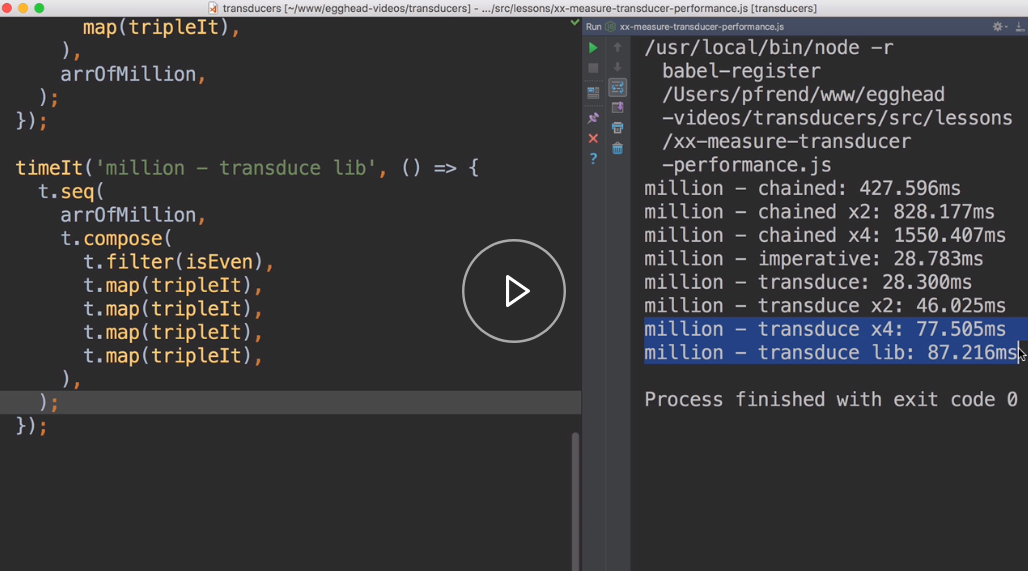 transducers [~/www/egghead-videos/transducers] - .../src/lessons/xx-measure-transducer-performance.js [transducers]
map(tripleIt),
),
arrOfMillion,
);
});
timeIt('million - transduce lib', () => {
t.seq(
arrOfMillion,
t.compose(
t.filter(isEven),
t.map(tripleIt),
t.map(tripleIt),
t.map(tripleIt),
t.map(tripleIt),
),
);
});
Run xx-measure-transducer-performance.js
/usr/local/bin/node -r
babel-register
/Users/pfrend/www/egghead
-videos/transducers/src/lessons
/xx-measure-transducer
-performance.js
million - chained: 427.596ms
million - chained x2: 828.177ms
million - chained x4: 1550.407ms
million - imperative: 28.783ms
million - transduce: 28.300ms
million - transduce x2: 46.025ms
million - transduce x4: 77.505ms
million - transduce lib: 87.216ms
Process finished with exit code 0